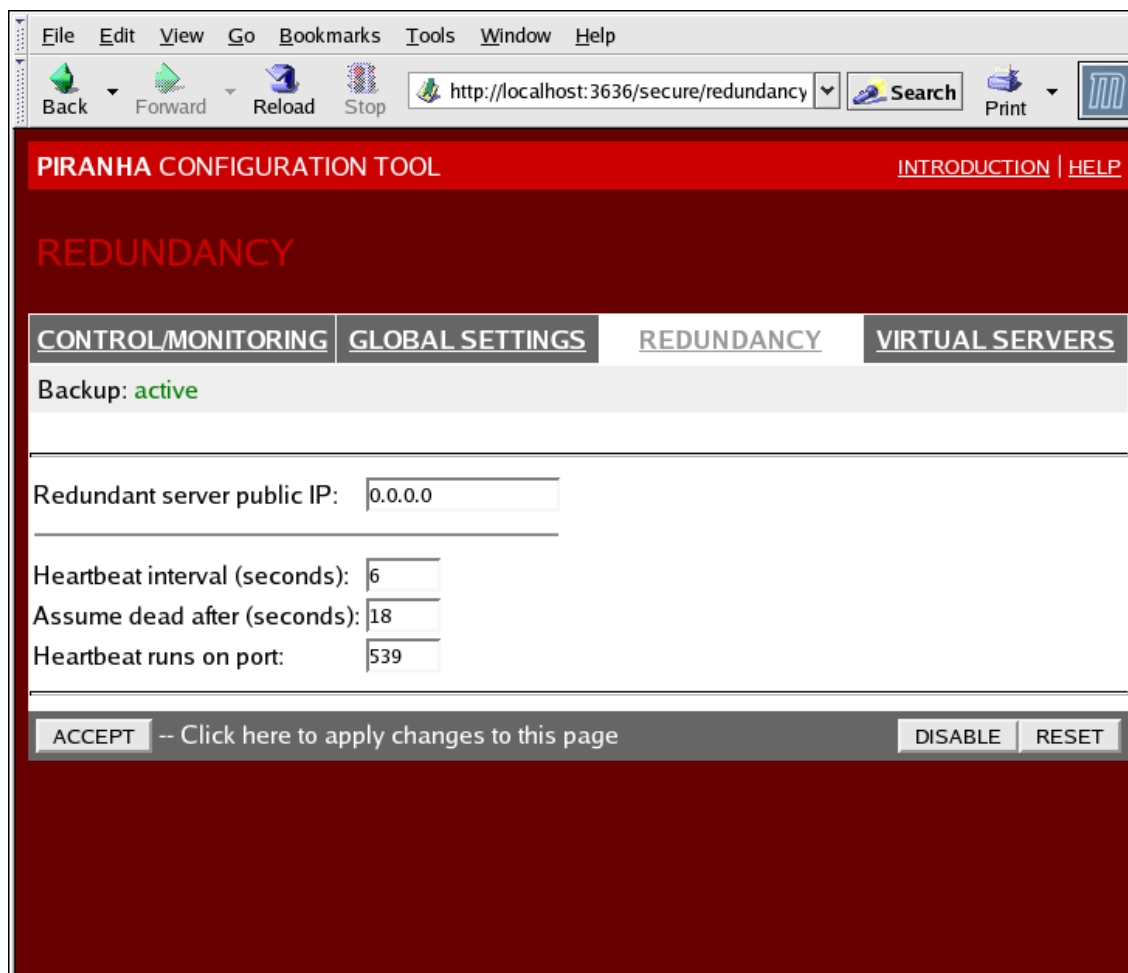 File Edit View Go Bookmarks Tools Window Help
Back Forward Reload Stop http://localhost:3636/secure/redundancy Search Print
PIRANHA CONFIGURATION TOOL INTRODUCTION | HELP
REDUNDANCY
CONTROL/MONITORING GLOBAL SETTINGS REDUNDANCY VIRTUAL SERVERS
Backup: active
Redundant server public IP: 0.0.0.0
Heartbeat interval (seconds): 6
Assume dead after (seconds): 18
Heartbeat runs on port: 539
ACCEPT -- Click here to apply changes to this page DISABLE RESET